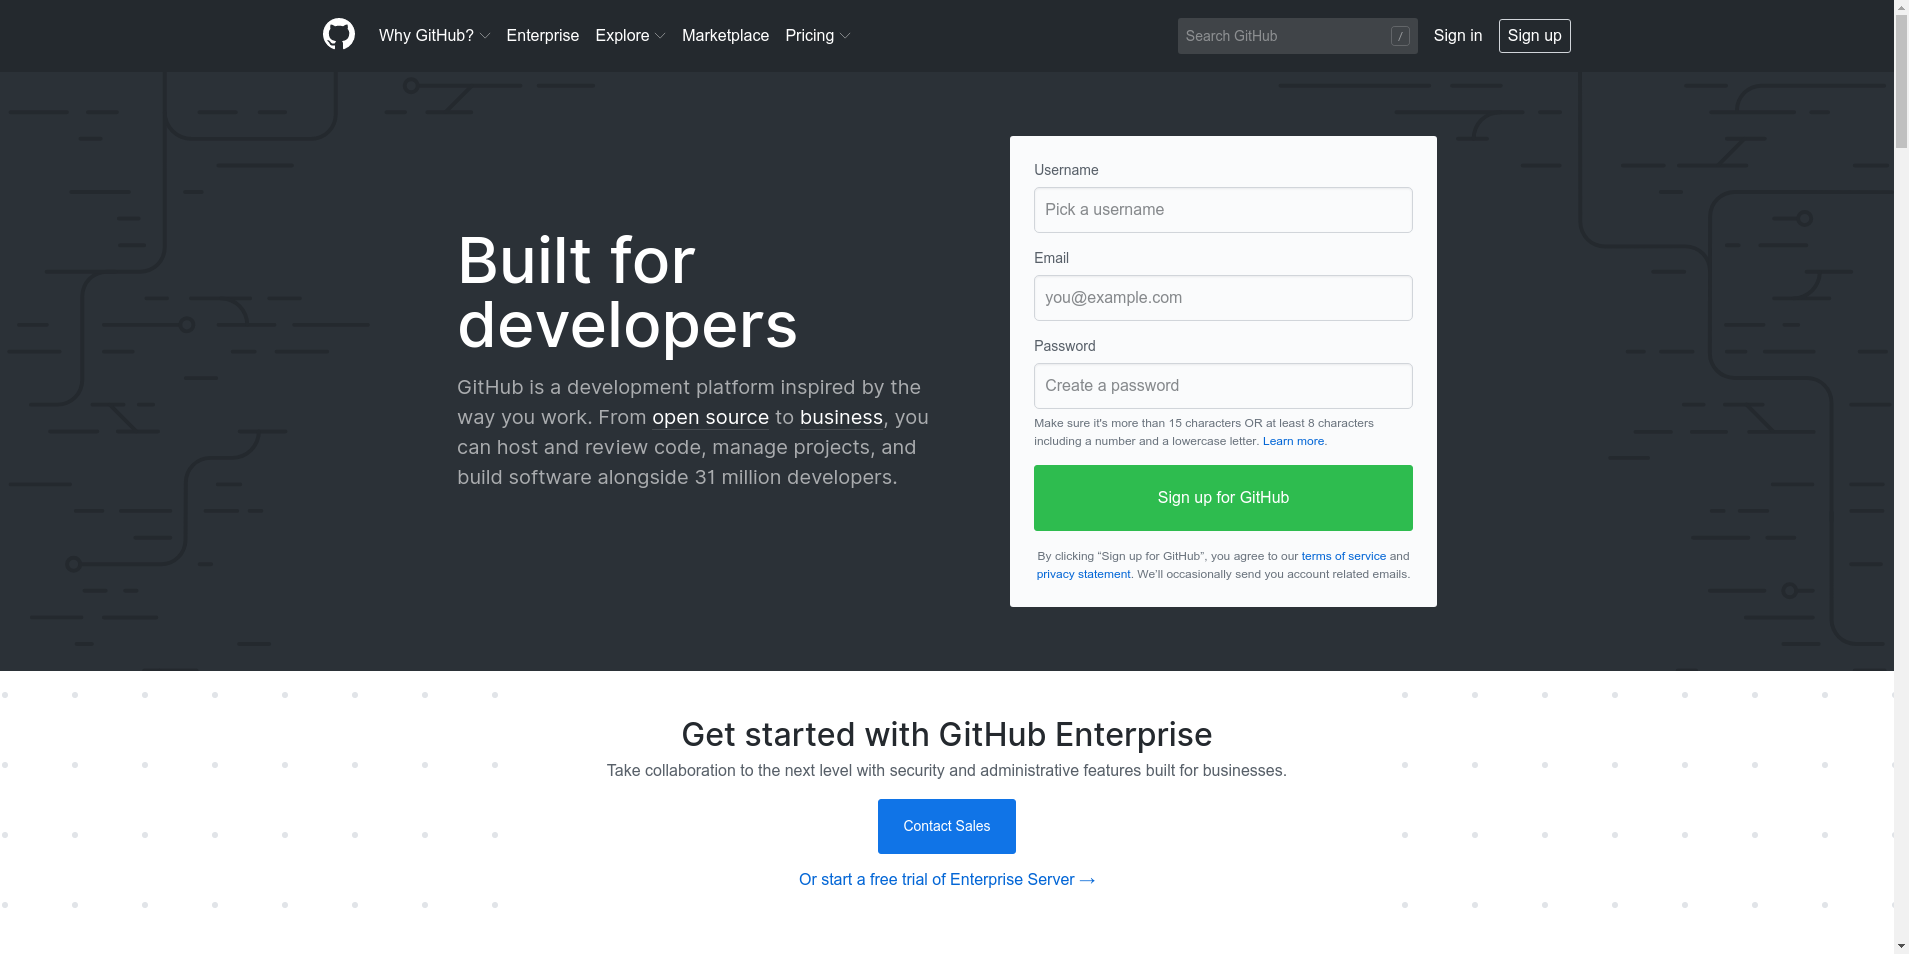 Why GitHub? Enterprise Explore Marketplace Pricing
Search GitHub /
Sign in
Sign up
Built for
developers
GitHub is a development platform inspired by the
way you work. From open source to business, you
can host and review code, manage projects, and
build software alongside 31 million developers.
Username
Pick a username
Email
you@example.com
Password
Create a password
Make sure it's more than 15 characters OR at least 8 characters
including a number and a lowercase letter. Learn more.
Sign up for GitHub
By clicking “Sign up for GitHub”, you agree to our terms of service and
privacy statement. We’ll occasionally send you account related emails.
Get started with GitHub Enterprise
Take collaboration to the next level with security and administrative features built for businesses.
Contact Sales
Or start a free trial of Enterprise Server →